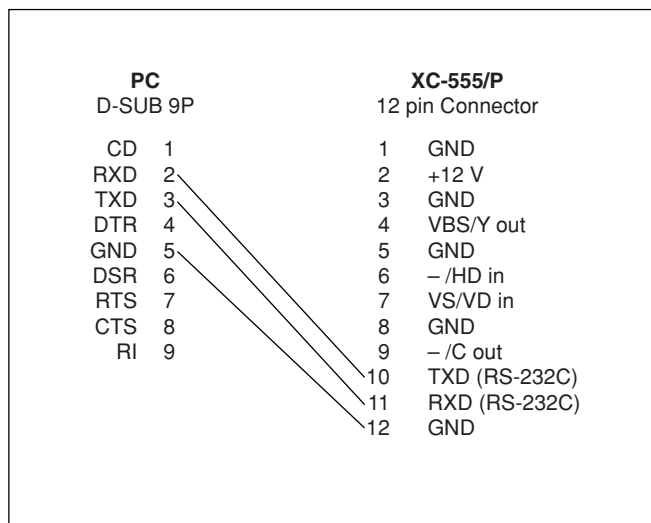 PC XC-555/P
D-SUB 9P 12 pin Connector
CD 1 1 GND
RXD 2 2 +12 V
TXD 3 3 GND
DTR 4 4 VBS/Y out
GND 5 5 GND
DSR 6 6 – /HD in
RTS 7 7 VS/VD in
CTS 8 8 GND
RI 9 9 – /C out
10 TXD (RS-232C)
11 RXD (RS-232C)
12 GND